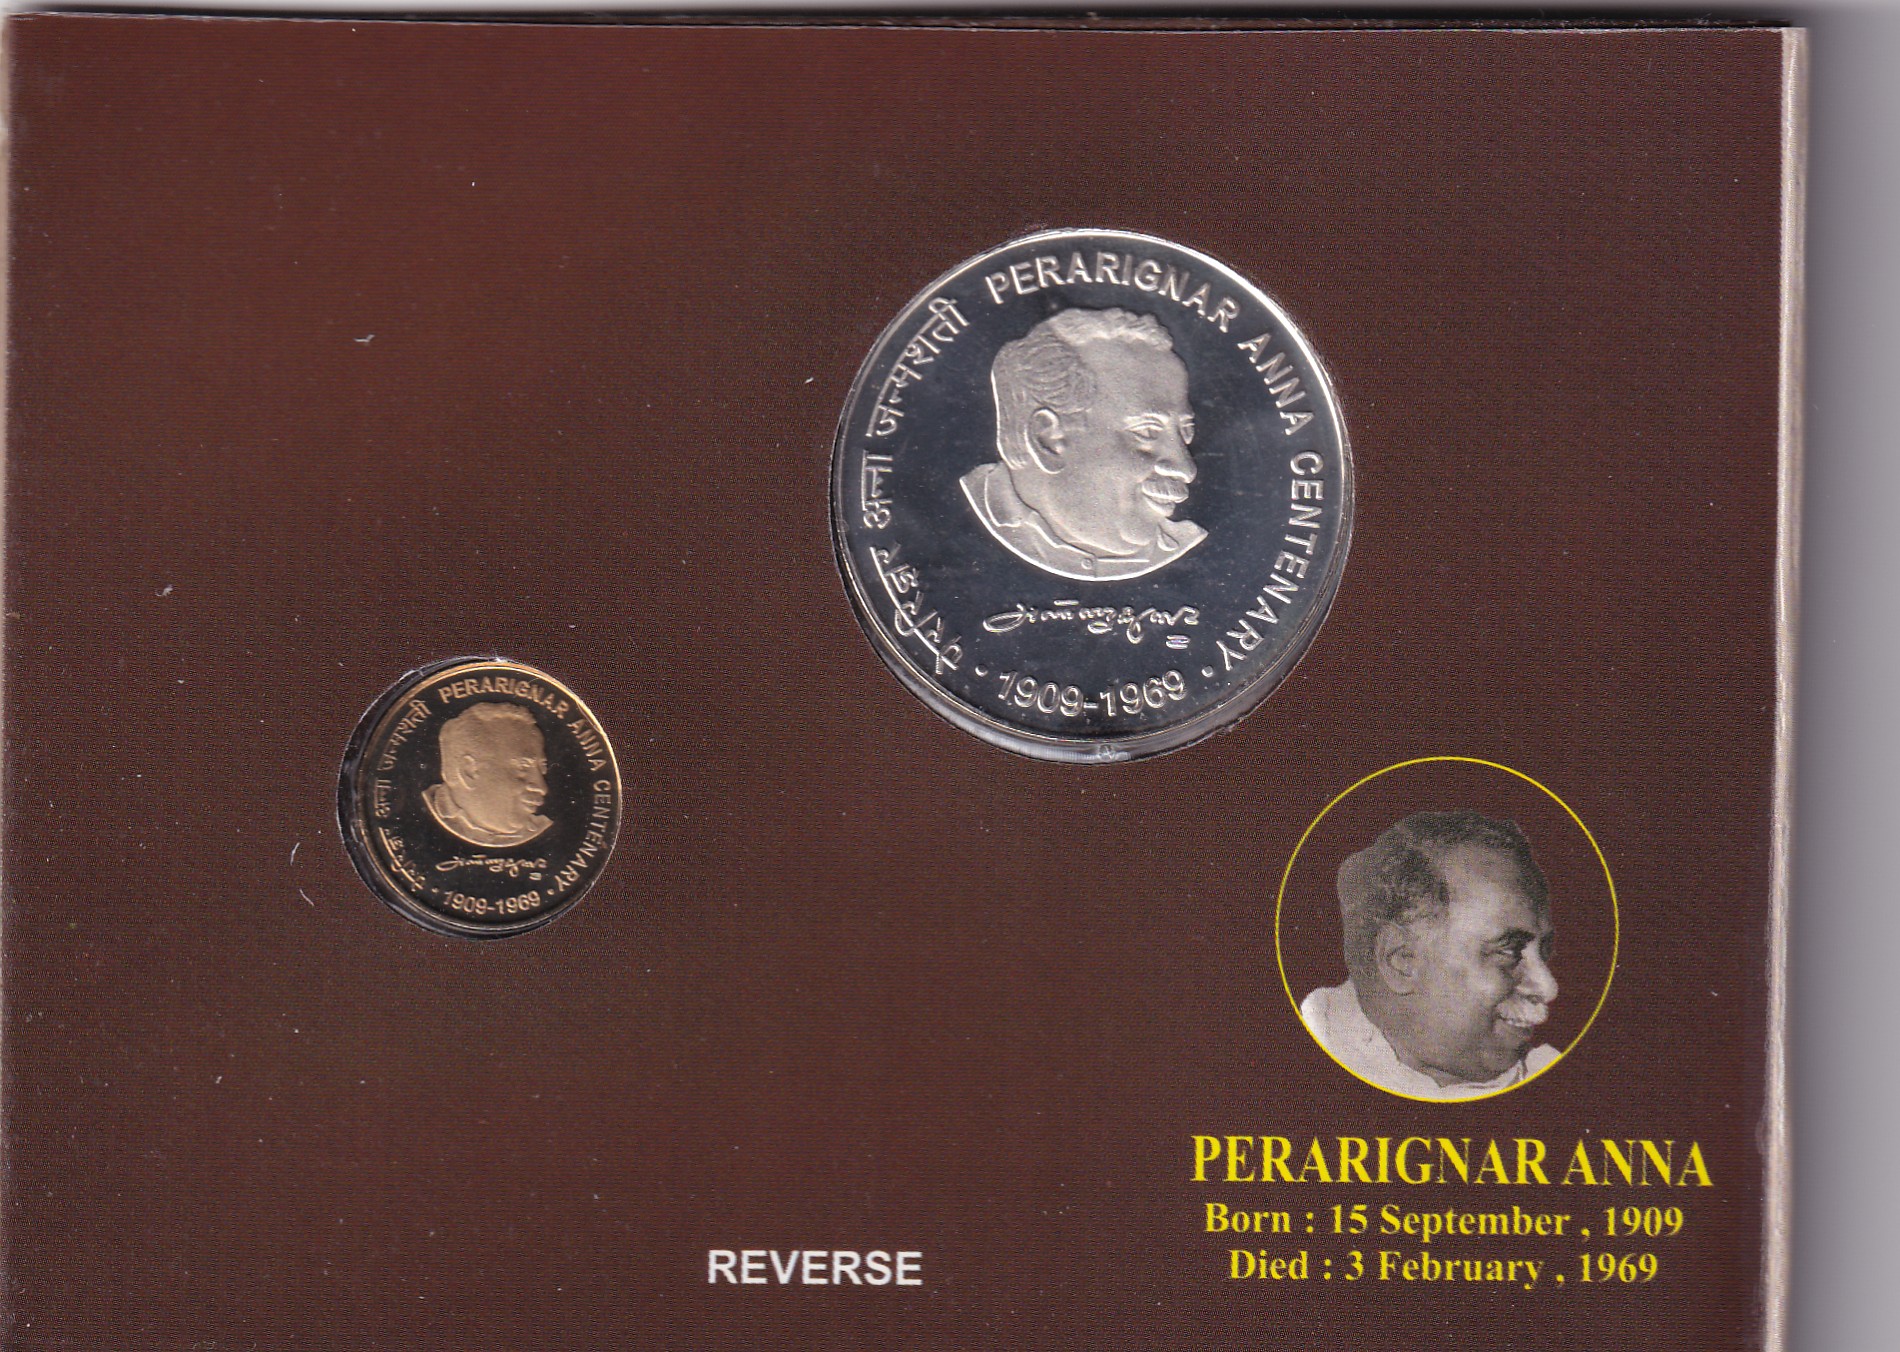 अन्ना जन्मशती PERARIGNAR ANNA CENTENARY
• 1909-1969 •
अन्ना जन्मशती PERARIGNAR ANNA CENTENARY
• 1909-1969 •
PERARIGNAR ANNA
Born : 15 September , 1909
Died : 3 February , 1969
REVERSE